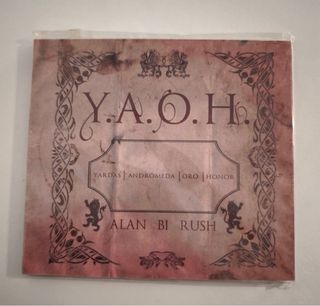 Y.A.O.H.
YARDAS | ANDROMEDA | ORO | HONOR
ALAN BI RUSH